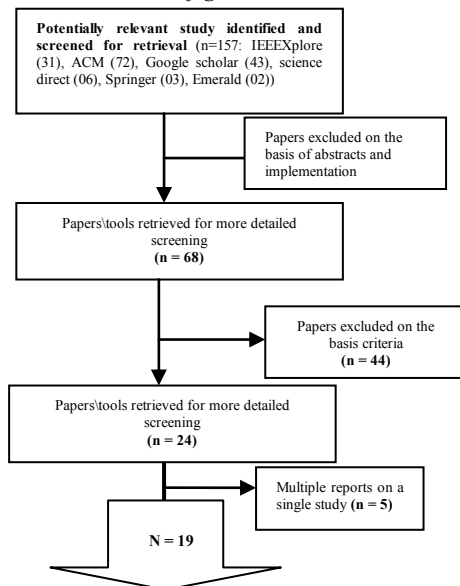 Potentially relevant study identified and
screened for retrieval (n=157: IEEEXplore
(31), ACM (72), Google scholar (43), science
direct (06), Springer (03), Emerald (02))
Papers excluded on the
basis of abstracts and
implementation
Papers\tools retrieved for more detailed
screening
(n = 68)
Papers excluded on the
basis criteria
(n = 44)
Papers\tools retrieved for more detailed
screening
(n = 24)
Multiple reports on a
single study (n = 5)
N = 19